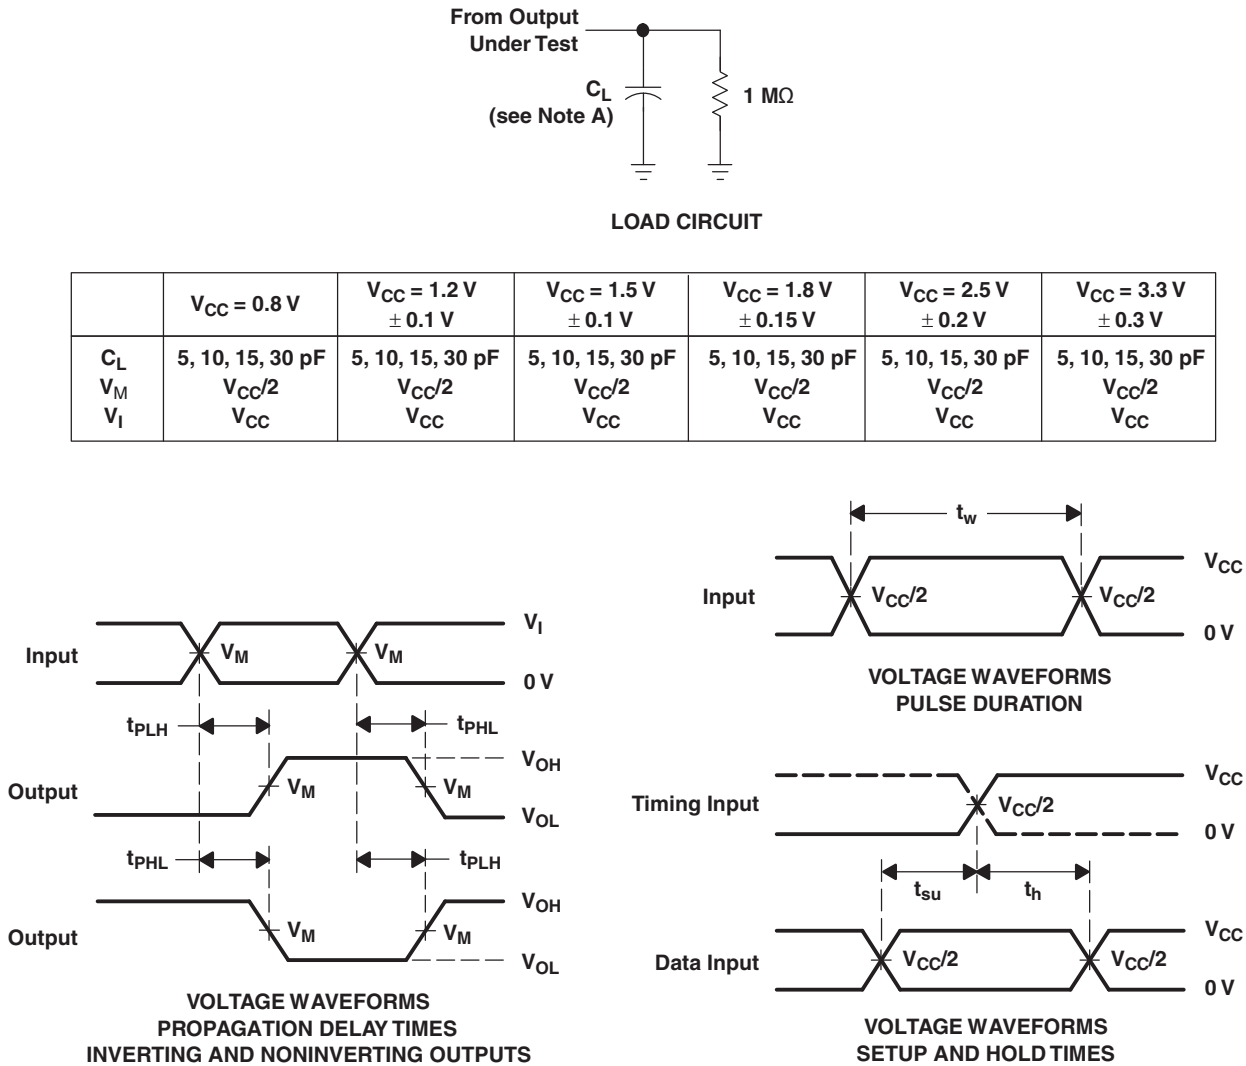 From Output
Under Test
CL
(see Note A)
1 MΩ
LOAD CIRCUIT
VCC = 0.8 V
VCC = 1.2 V
± 0.1 V
VCC = 1.5 V
± 0.1 V
VCC = 1.8 V
± 0.15 V
VCC = 2.5 V
± 0.2 V
VCC = 3.3 V
± 0.3 V
CL 5, 10, 15, 30 pF 5, 10, 15, 30 pF 5, 10, 15, 30 pF 5, 10, 15, 30 pF 5, 10, 15, 30 pF 5, 10, 15, 30 pF
VM VCC/2 VCC/2 VCC/2 VCC/2 VCC/2 VCC/2
VI VCC VCC VCC VCC VCC VCC
Input
VM
VM
VI
0 V
tPLH
tPHL
Output
VM
VM
VOH
VOL
tPHL
tPLH
Output
VM
VM
VOH
VOL
VOLTAGE WAVEFORMS
PROPAGATION DELAY TIMES
INVERTING AND NONINVERTING OUTPUTS
tw
Input
VCC/2
VCC/2
VCC
0 V
VOLTAGE WAVEFORMS
PULSE DURATION
Timing Input
VCC/2
VCC
0 V
tsu
th
Data Input
VCC/2
VCC/2
VCC
0 V
VOLTAGE WAVEFORMS
SETUP AND HOLD TIMES